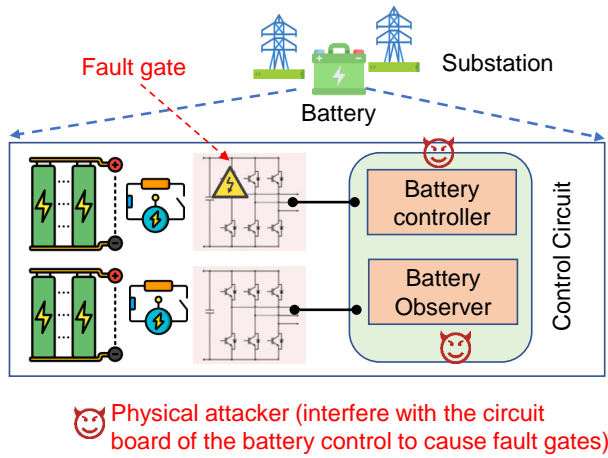 Substation
Fault gate
Battery
Battery
controller
Battery
Observer
Control Circuit
Physical attacker (interfere with the circuit
board of the battery control to cause fault gates)